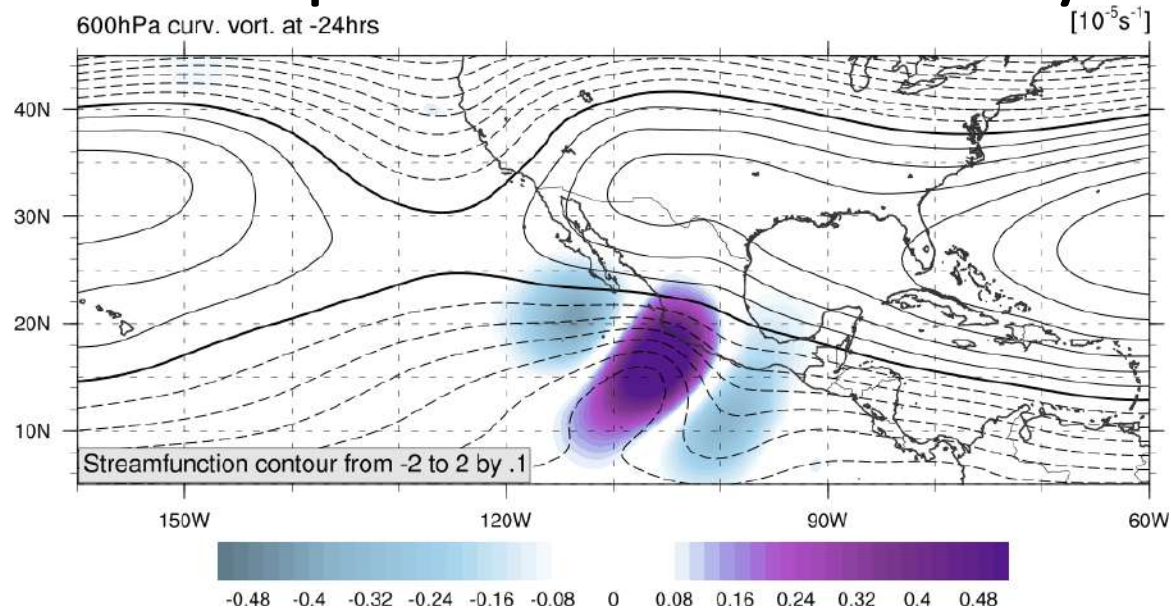 600hPa curv. vort. at -24hrs
[10⁻⁵s⁻¹]
40N
30N
20N
10N
Streamfunction contour from -2 to 2 by .1
150W 120W 90W 60W
-0.48 -0.4 -0.32 -0.24 -0.16 -0.08 0 0.08 0.16 0.24 0.32 0.4 0.48